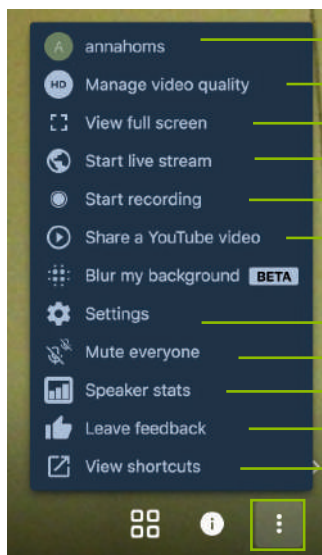 A annahoms
HD Manage video quality
View full screen
Start live stream
Start recording
Share a YouTube video
Blur my background BETA
Settings
Mute everyone
Speaker stats
Leave feedback
View shortcuts